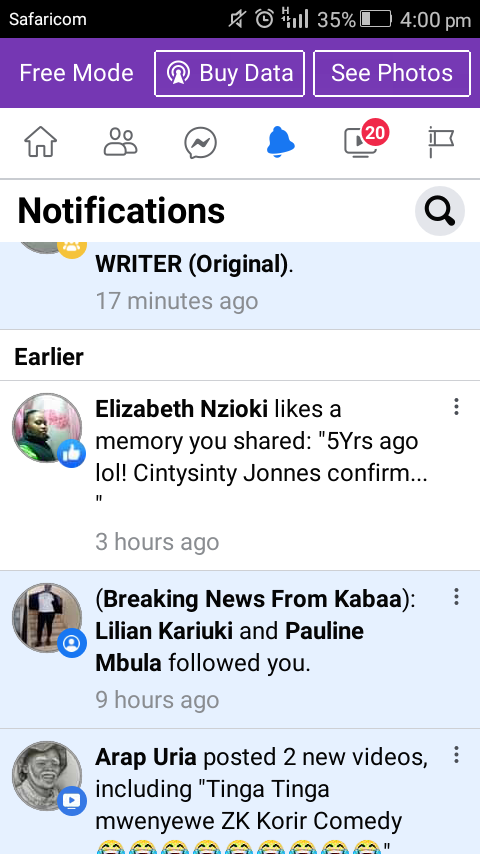 Safaricom H 35% 4:00 pm
Free Mode Buy Data See Photos
20
Notifications
WRITER (Original).
17 minutes ago
Earlier
Elizabeth Nzioki likes a
memory you shared: "5Yrs ago
lol! Cintysinty Jonnes confirm...
"
3 hours ago
(Breaking News From Kabaa):
Lilian Kariuki and Pauline
Mbula followed you.
9 hours ago
Arap Uria posted 2 new videos,
including "Tinga Tinga
mwenyewe ZK Korir Comedy
😂😂😂😂😂😂😂😂😂"